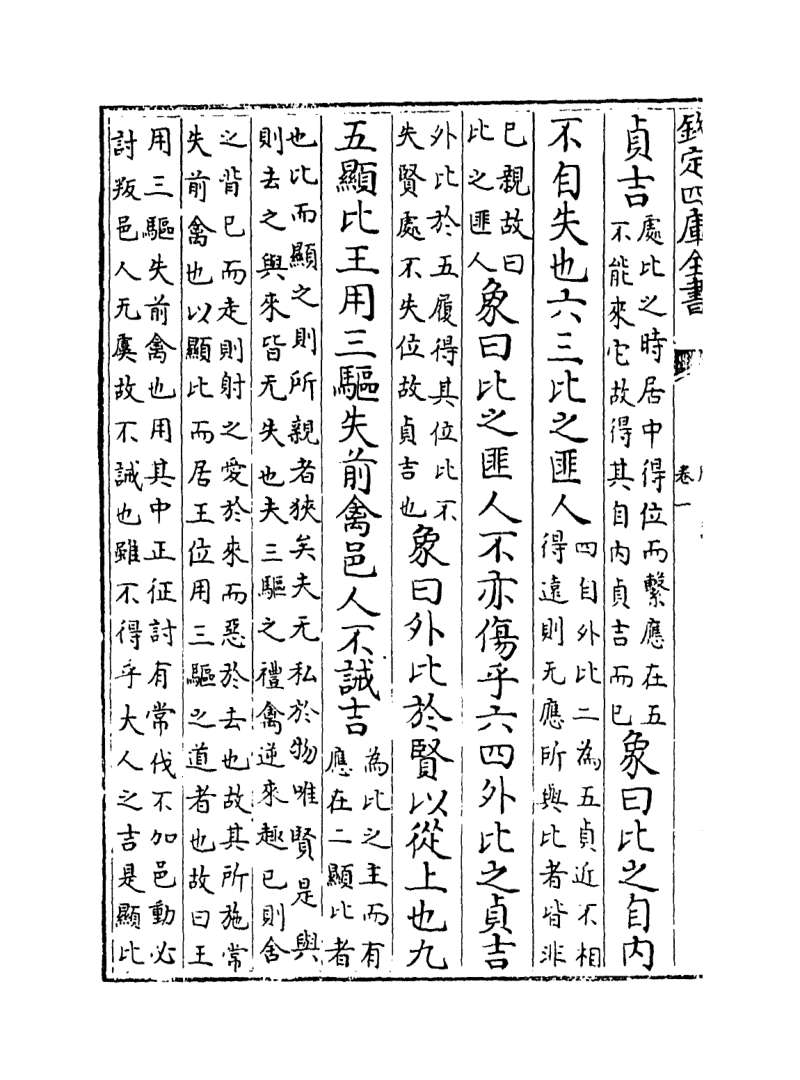 欽定四庫全書
卷一
貞吉
處比之時居中得位而繫應在五
不能來它故得其自内貞吉而已
象曰比之自内
不自失也六三比之匪人
四自外比二為五貞近不相
得遠則无應所與比者皆非
已親故曰
比之匪人
象曰比之匪人不亦傷乎六四外比之貞吉
外比於五履得其位比不
失賢處不失位故貞吉也
象曰外比於賢以從上也九
五顯比王用三驅失前禽邑人不誡吉
為比之主而有
應在二顯比者
也比而顯之則所親者狹矣夫无私於物唯賢是與
則去之與來皆无失也夫三驅之禮禽逆來趣已則舍
之背已而走則射之愛於來而惡於去也故其所施常
失前禽也以顯比而居王位用三驅之道者也故曰王
用三驅失前禽也用其中正征討有常伐不加邑動必
討叛邑人无虞故不誡也雖不得乎大人之吉是顯比